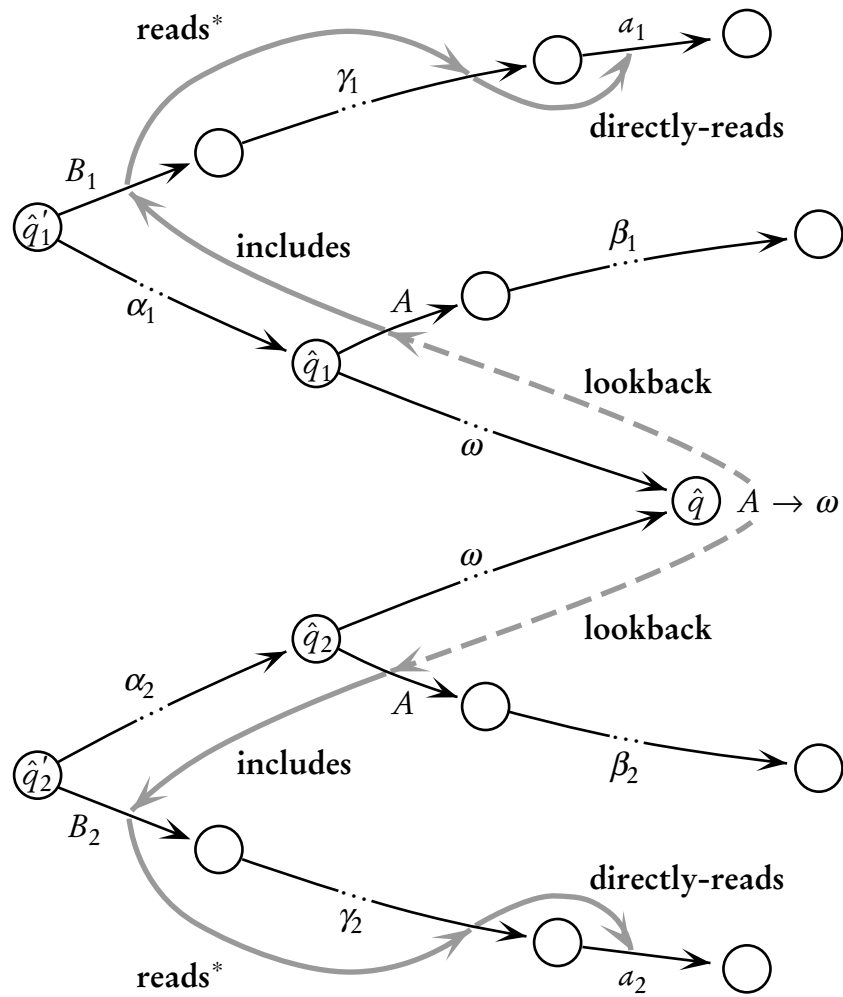 reads*
a₁
γ₁
directly-reads
B₁
q̂₁′
includes
β₁
α₁
A
q̂₁
lookback
ω
q̂ A → ω
ω
lookback
q̂₂
α₂
A
includes
β₂
q̂₂′
B₂
directly-reads
γ₂
reads*
a₂